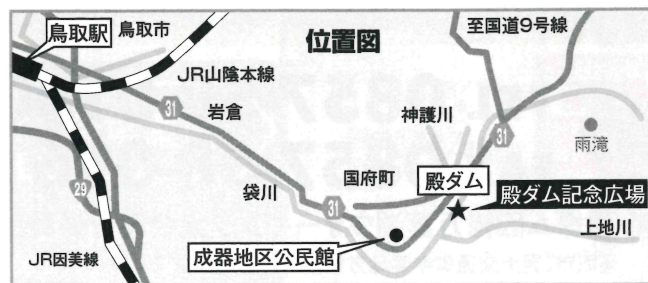 鳥取駅
鳥取市
位置図
至国道9号線
JR山陰本線
31
岩倉
神護川
31
雨滝
29
袋川
国府町
殿ダム
31
殿ダム記念広場
上地川
成器地区公民館
JR因美線